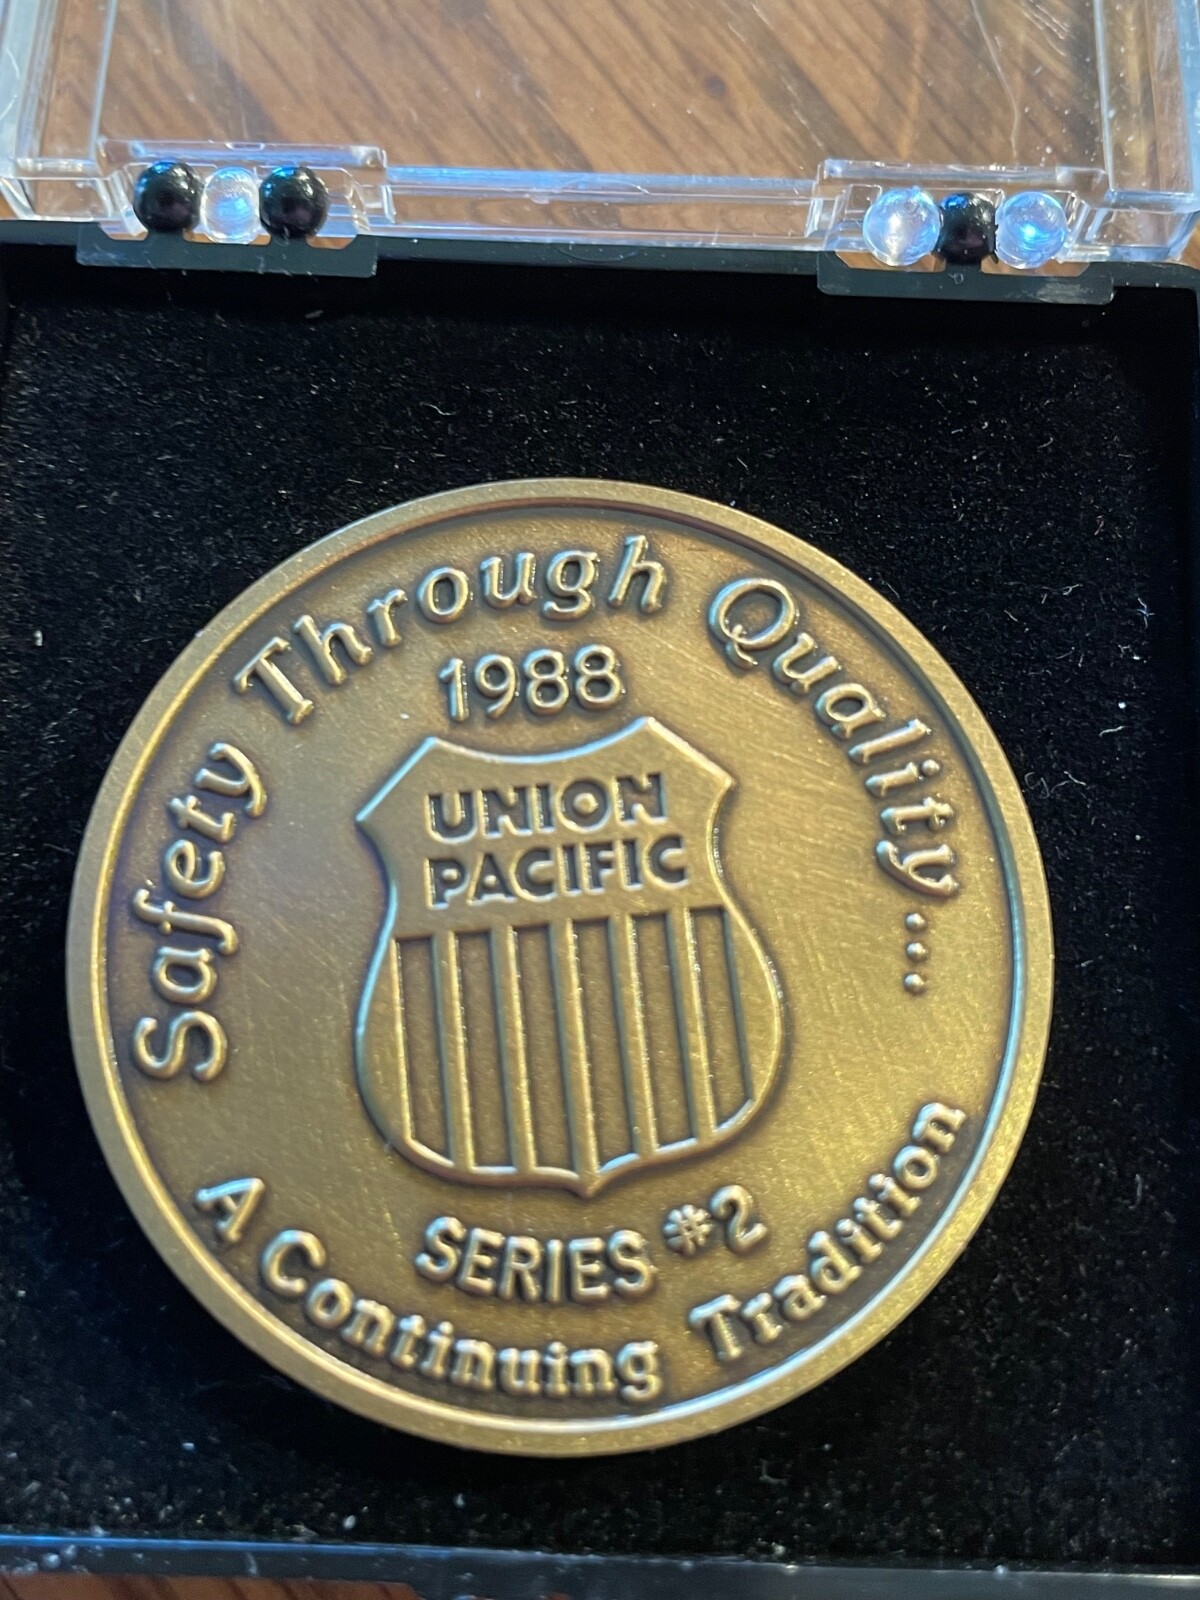 Safety Through Quality...
1988
UNION
PACIFIC
SERIES #2
A Continuing Tradition